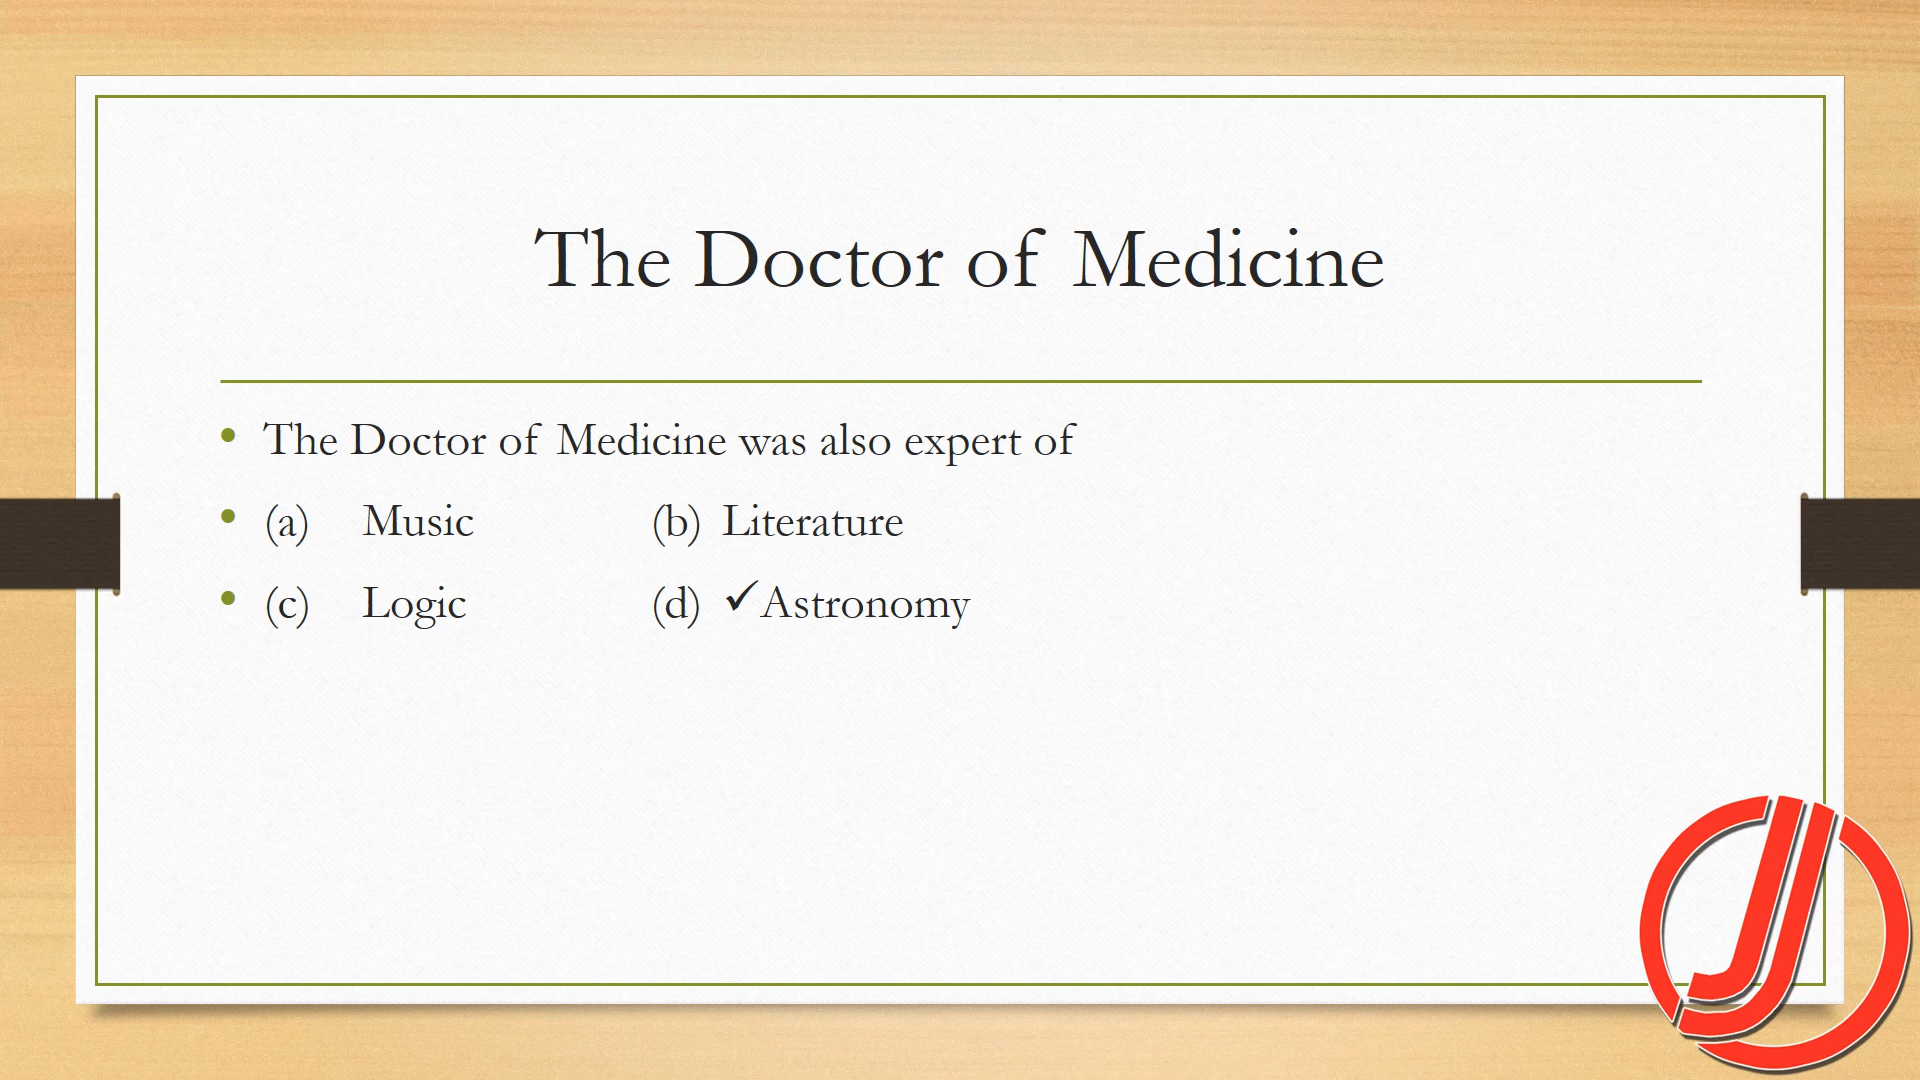 The Doctor of Medicine
• The Doctor of Medicine was also expert of
• (a) Music (b) Literature
• (c) Logic (d) ✓Astronomy